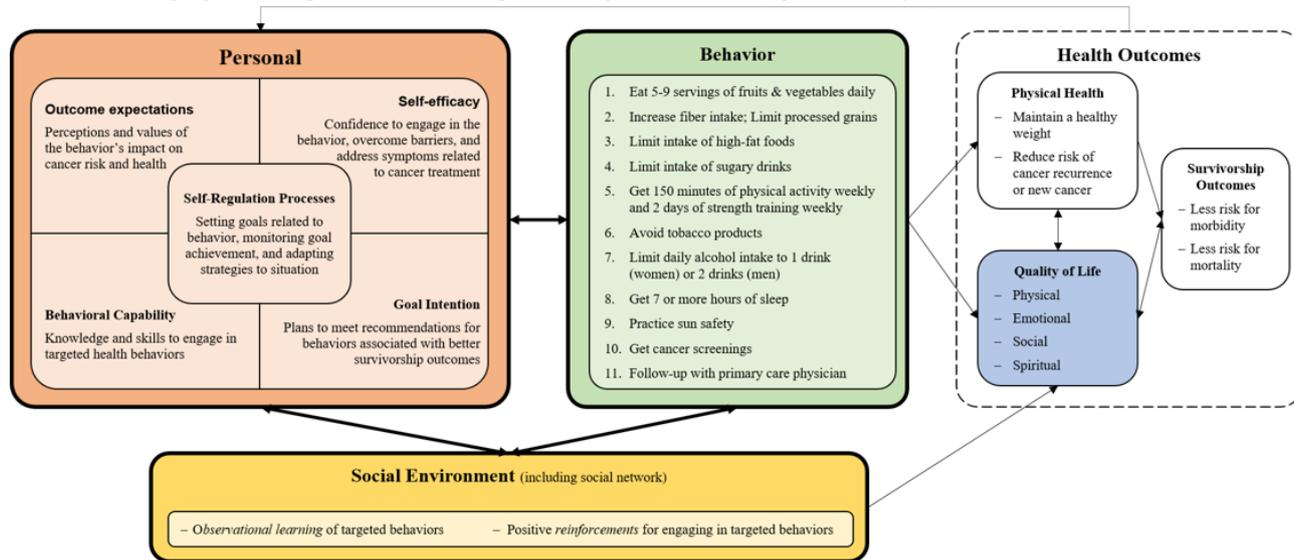 Personal
Outcome expectations
Perceptions and values of
the behavior's impact on
cancer risk and health
Self-efficacy
Confidence to engage in the
behavior, overcome barriers, and
address symptoms related
to cancer treatment
Self-Regulation Processes
Setting goals related to
behavior, monitoring goal
achievement, and adapting
strategies to situation
Behavioral Capability
Knowledge and skills to engage in
targeted health behaviors
Goal Intention
Plans to meet recommendations for
behaviors associated with better
survivorship outcomes
Behavior
1. Eat 5-9 servings of fruits & vegetables daily
2. Increase fiber intake; Limit processed grains
3. Limit intake of high-fat foods
4. Limit intake of sugary drinks
5. Get 150 minutes of physical activity weekly
and 2 days of strength training weekly
6. Avoid tobacco products
7. Limit daily alcohol intake to 1 drink
(women) or 2 drinks (men)
8. Get 7 or more hours of sleep
9. Practice sun safety
10. Get cancer screenings
11. Follow-up with primary care physician
Health Outcomes
Physical Health
– Maintain a healthy
weight
– Reduce risk of
cancer recurrence
or new cancer
Quality of Life
– Physical
– Emotional
– Social
– Spiritual
Survivorship
Outcomes
– Less risk for
morbidity
– Less risk for
mortality
Social Environment (including social network)
– Observational learning of targeted behaviors
– Positive reinforcements for engaging in targeted behaviors